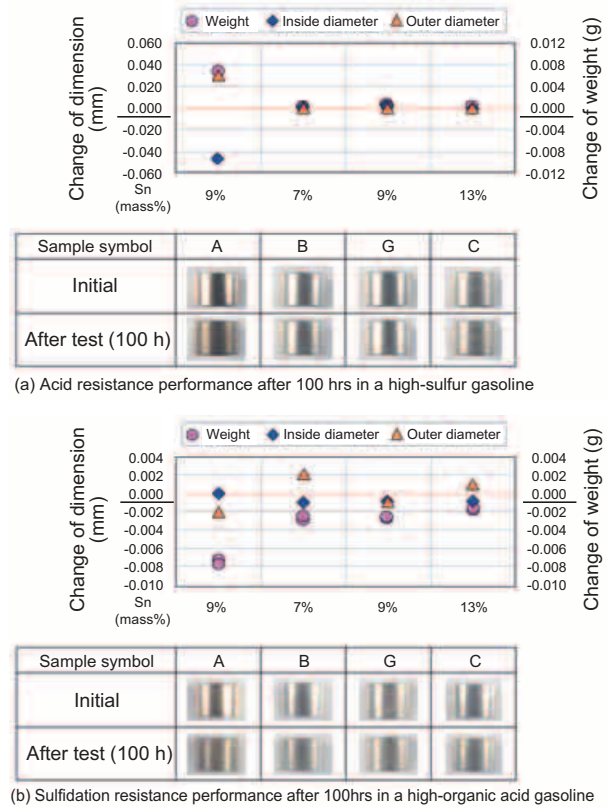 Weight Inside diameter Outer diameter
Change of dimension
(mm)
0.060
0.040
0.020
0.000
-0.020
-0.040
-0.060
0.012
0.008
0.004
0.000
-0.004
-0.008
-0.012
Change of weight (g)
Sn
(mass%)
9% 7% 9% 13%
Sample symbol A B G C
Initial
After test (100 h)
(a) Acid resistance performance after 100 hrs in a high-sulfur gasoline
Weight Inside diameter Outer diameter
Change of dimension
(mm)
0.004
0.002
0.000
-0.002
-0.004
-0.006
-0.008
-0.010
0.004
0.002
0.000
-0.002
-0.004
-0.006
-0.008
-0.010
Change of weight (g)
Sn
(mass%)
9% 7% 9% 13%
Sample symbol A B G C
Initial
After test (100 h)
(b) Sulfidation resistance performance after 100hrs in a high-organic acid gasoline